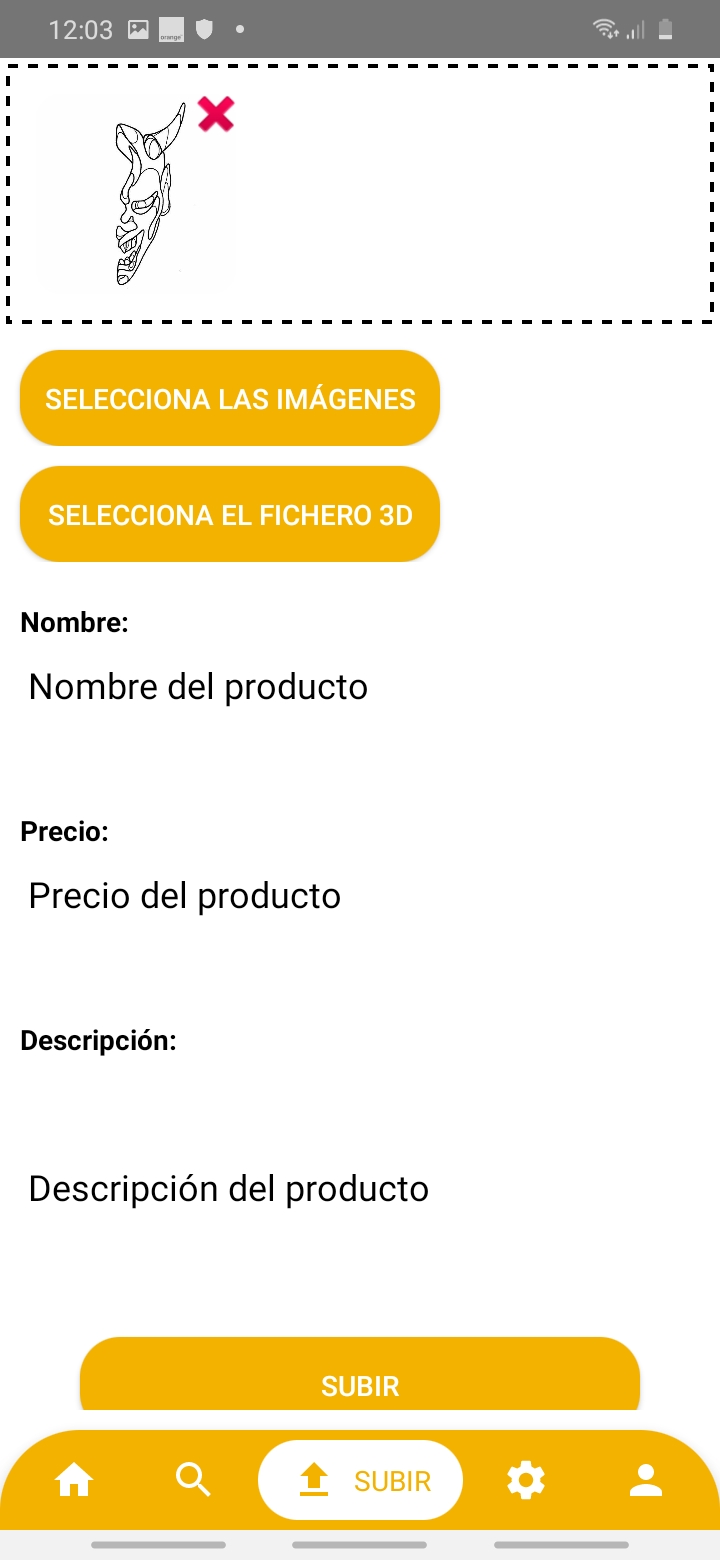 12:03
orange
SELECCIONA LAS IMÁGENES
SELECCIONA EL FICHERO 3D
Nombre:
Nombre del producto
Precio:
Precio del producto
Descripción:
Descripción del producto
SUBIR
SUBIR